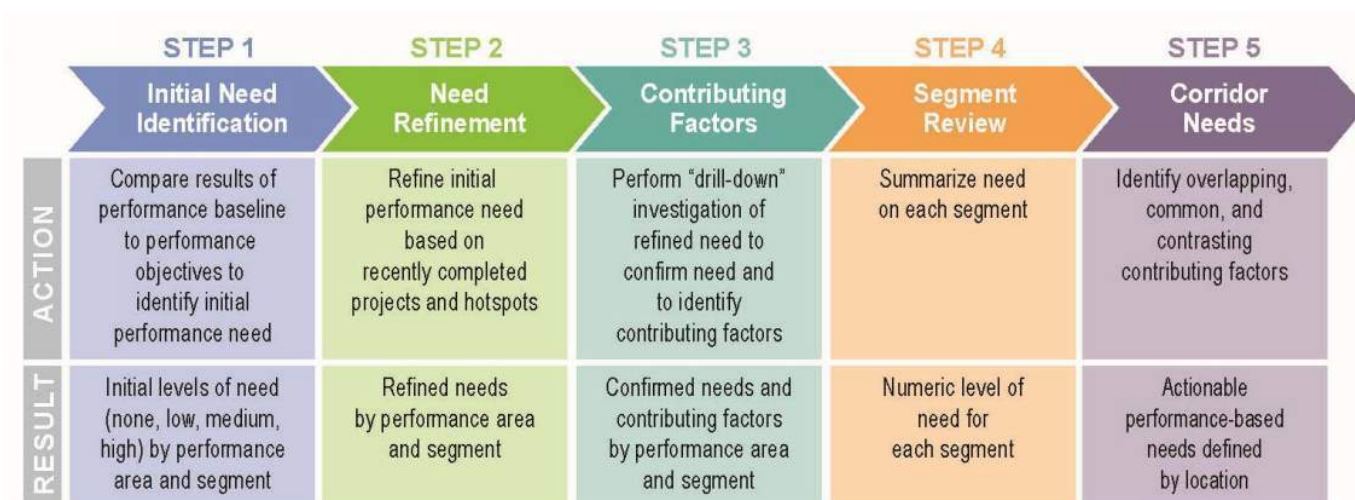 STEP 1
Initial Need
Identification
STEP 2
Need
Refinement
STEP 3
Contributing
Factors
STEP 4
Segment
Review
STEP 5
Corridor
Needs
ACTION
Compare results of
performance baseline
to performance
objectives to
identify initial
performance need
Refine initial
performance need
based on
recently completed
projects and hotspots
Perform “drill-down”
investigation of
refined need to
confirm need and
to identify
contributing factors
Summarize need
on each segment
Identify overlapping,
common, and
contrasting
contributing factors
RESULT
Initial levels of need
(none, low, medium,
high) by performance
area and segment
Refined needs
by performance area
and segment
Confirmed needs and
contributing factors
by performance area
and segment
Numeric level of
need for
each segment
Actionable
performance-based
needs defined
by location